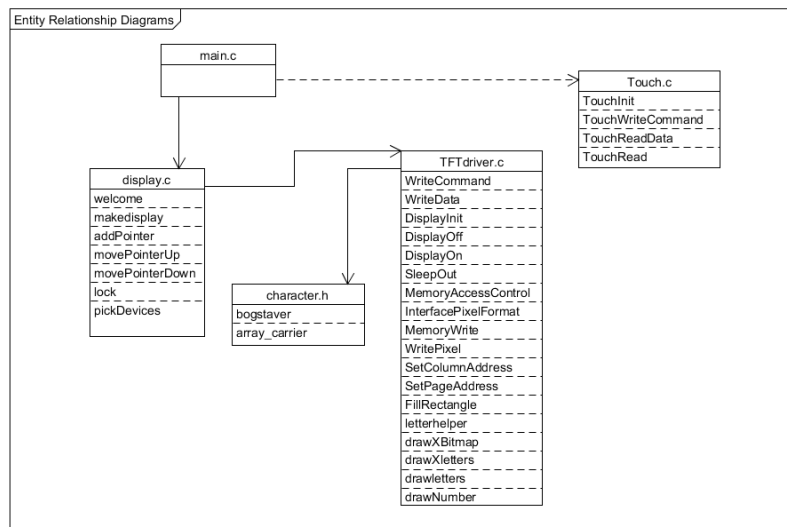 Entity Relationship Diagrams
main.c
Touch.c
TouchInit
TouchWriteCommand
TouchReadData
TouchRead
display.c
welcome
makedisplay
addPointer
movePointerUp
movePointerDown
lock
pickDevices
TFTdriver.c
WriteCommand
WriteData
DisplayInit
DisplayOff
DisplayOn
SleepOut
MemoryAccessControl
InterfacePixelFormat
MemoryWrite
WritePixel
SetColumnAddress
SetPageAddress
FillRectangle
letterhelper
drawXBitmap
drawXletters
drawletters
drawNumber
character.h
bogstaver
array_carrier